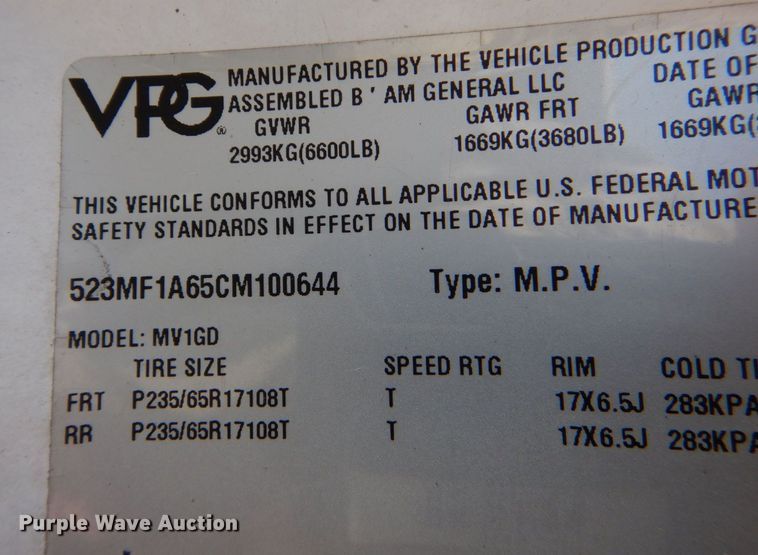 VPG® MANUFACTURED BY THE VEHICLE PRODUCTION G
ASSEMBLED B ' AM GENERAL LLC DATE OF
GVWR GAWR FRT GAWR
2993KG(6600LB) 1669KG(3680LB) 1669KG(
THIS VEHICLE CONFORMS TO ALL APPLICABLE U.S. FEDERAL MOT
SAFETY STANDARDS IN EFFECT ON THE DATE OF MANUFACTURE
523MF1A65CM100644 Type: M.P.V.
MODEL: MV1GD
TIRE SIZE SPEED RTG RIM COLD TI
FRT P235/65R17108T T 17X6.5J 283KPA
RR P235/65R17108T T 17X6.5J 283KPA
Purple Wave Auction